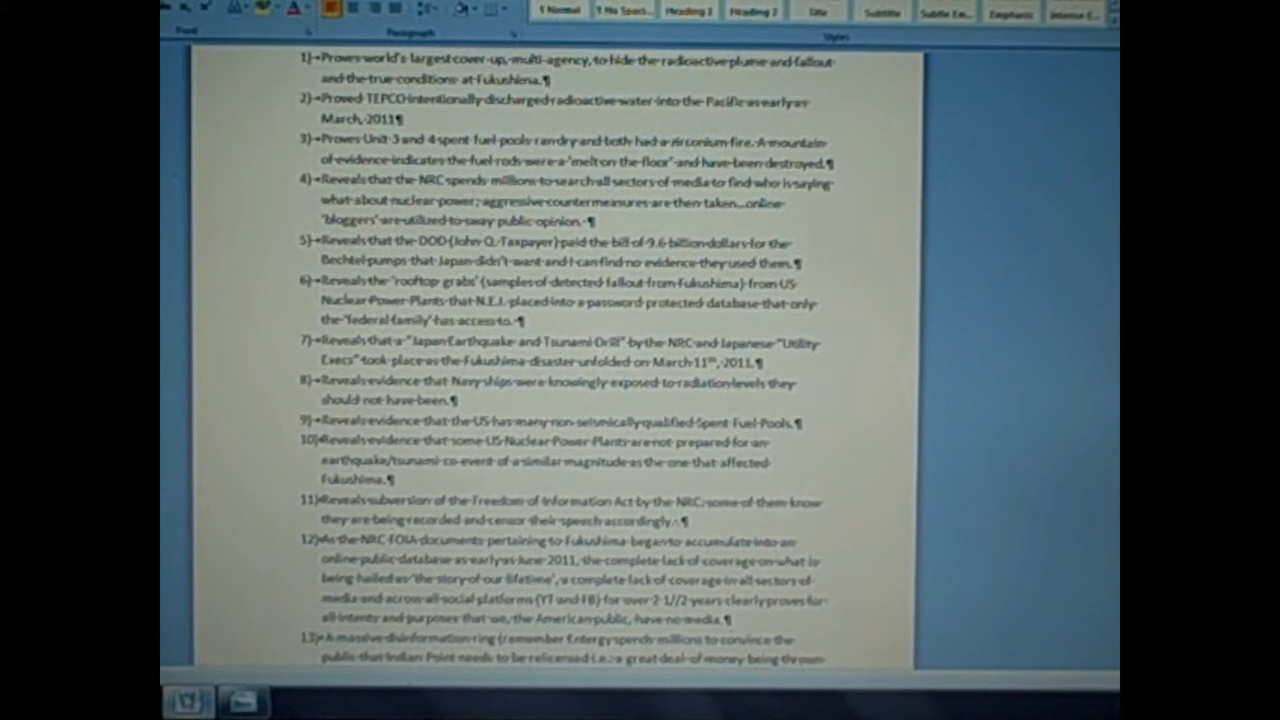 Font
Paragraph
Styles
¶ Normal
¶ No Spaci...
Heading 1
Heading 2
Title
Subtitle
Subtle Em...
Emphasis
Intense E...
1) Proves world's largest cover-up, multi-agency, to hide the radioactive plume and fallout
and the true conditions at Fukushima.¶
2) Proved TEPCO intentionally discharged radioactive water into the Pacific as early as
March, 2011¶
3) Proves Unit 3 and 4 spent fuel pools ran dry and both had a zirconium fire. A mountain
of evidence indicates the fuel rods were a 'melt on the floor' and have been destroyed.¶
4) Reveals that the NRC spends millions to search all sectors of media to find who is saying
what about nuclear power; aggressive countermeasures are then taken...online
'bloggers' are utilized to sway public opinion. ¶
5) Reveals that the DOD (John Q. Taxpayer) paid the bill of 9.6 billion dollars for the
Bechtel pumps that Japan didn't want and I can find no evidence they used them.¶
6) Reveals the 'rooftop grabs' (samples of detected fallout from Fukushima) from US
Nuclear Power Plants that N.E.I. placed into a password protected database that only
the 'federal family' has access to. ¶
7) Reveals that a "Japan Earthquake and Tsunami Drill" by the NRC and Japanese "Utility
Execs" took place as the Fukushima disaster unfolded on March 11th, 2011.¶
8) Reveals evidence that Navy ships were knowingly exposed to radiation levels they
should not have been.¶
9) Reveals evidence that the US has many non-seismically qualified Spent Fuel Pools.¶
10) Reveals evidence that some US Nuclear Power Plants are not prepared for an
earthquake/tsunami co-event of a similar magnitude as the one that affected
Fukushima.¶
11) Reveals subversion of the Freedom of Information Act by the NRC: some of them know
they are being recorded and censor their speech accordingly. ¶
12) As the NRC FOIA documents pertaining to Fukushima began to accumulate into an
online public database as early as June 2011, the complete lack of coverage on what is
being hailed as 'the story of our lifetime', a complete lack of coverage in all sectors of
media and across all social platforms (YT and FB) for over 2 1//2 years clearly proves for
all intents and purposes that we, the American public, have no media.¶
13) A massive disinformation ring (remember Entergy spends millions to convince the
public that Indian Point needs to be relicensed i.e.: a great deal of money being thrown